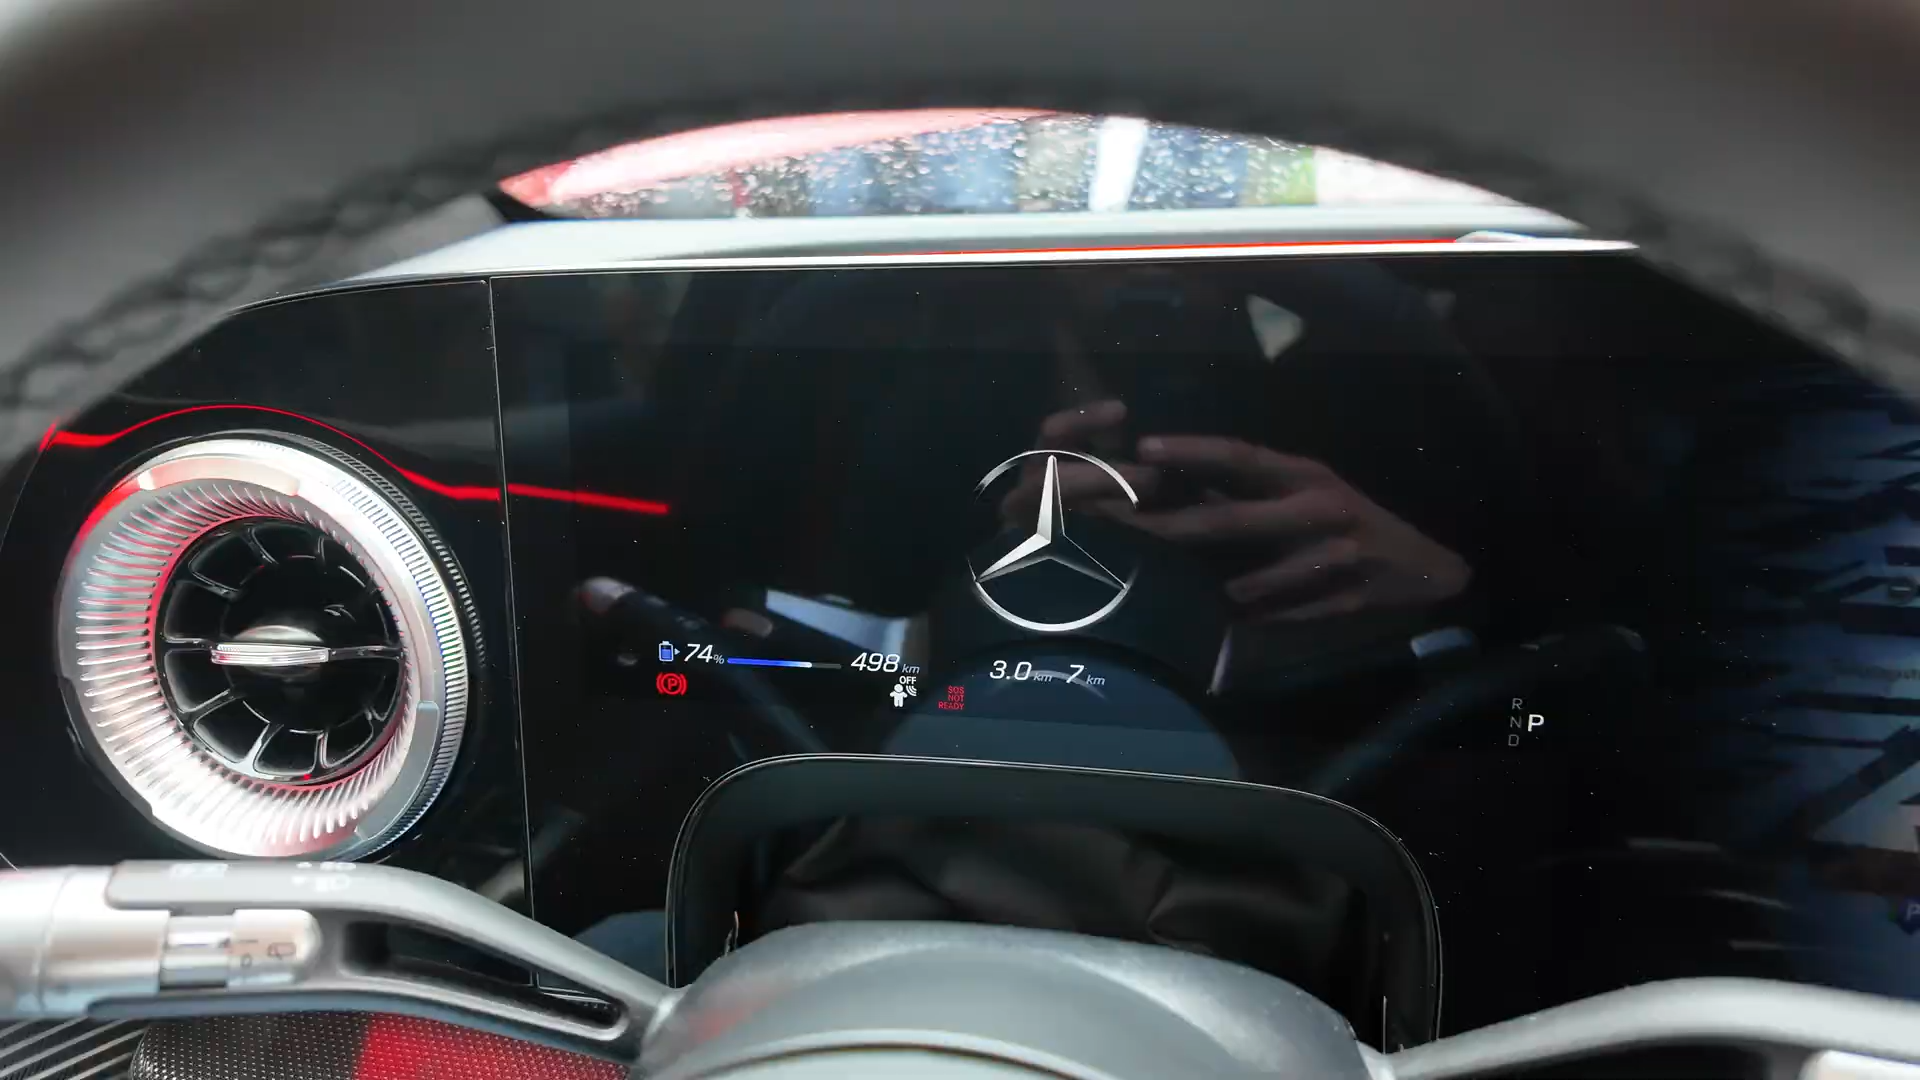 74% 498 km
3.0 km 7 km
OFF
SOS
NOT
READY
R
N P
D